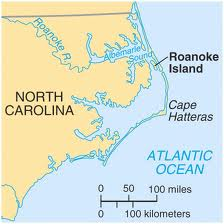 Roanoke R.
Albemarle
Sound
Roanoke
Island
NORTH
CAROLINA
Cape
Hatteras
ATLANTIC
OCEAN
0 50 100 miles
0 100 kilometers